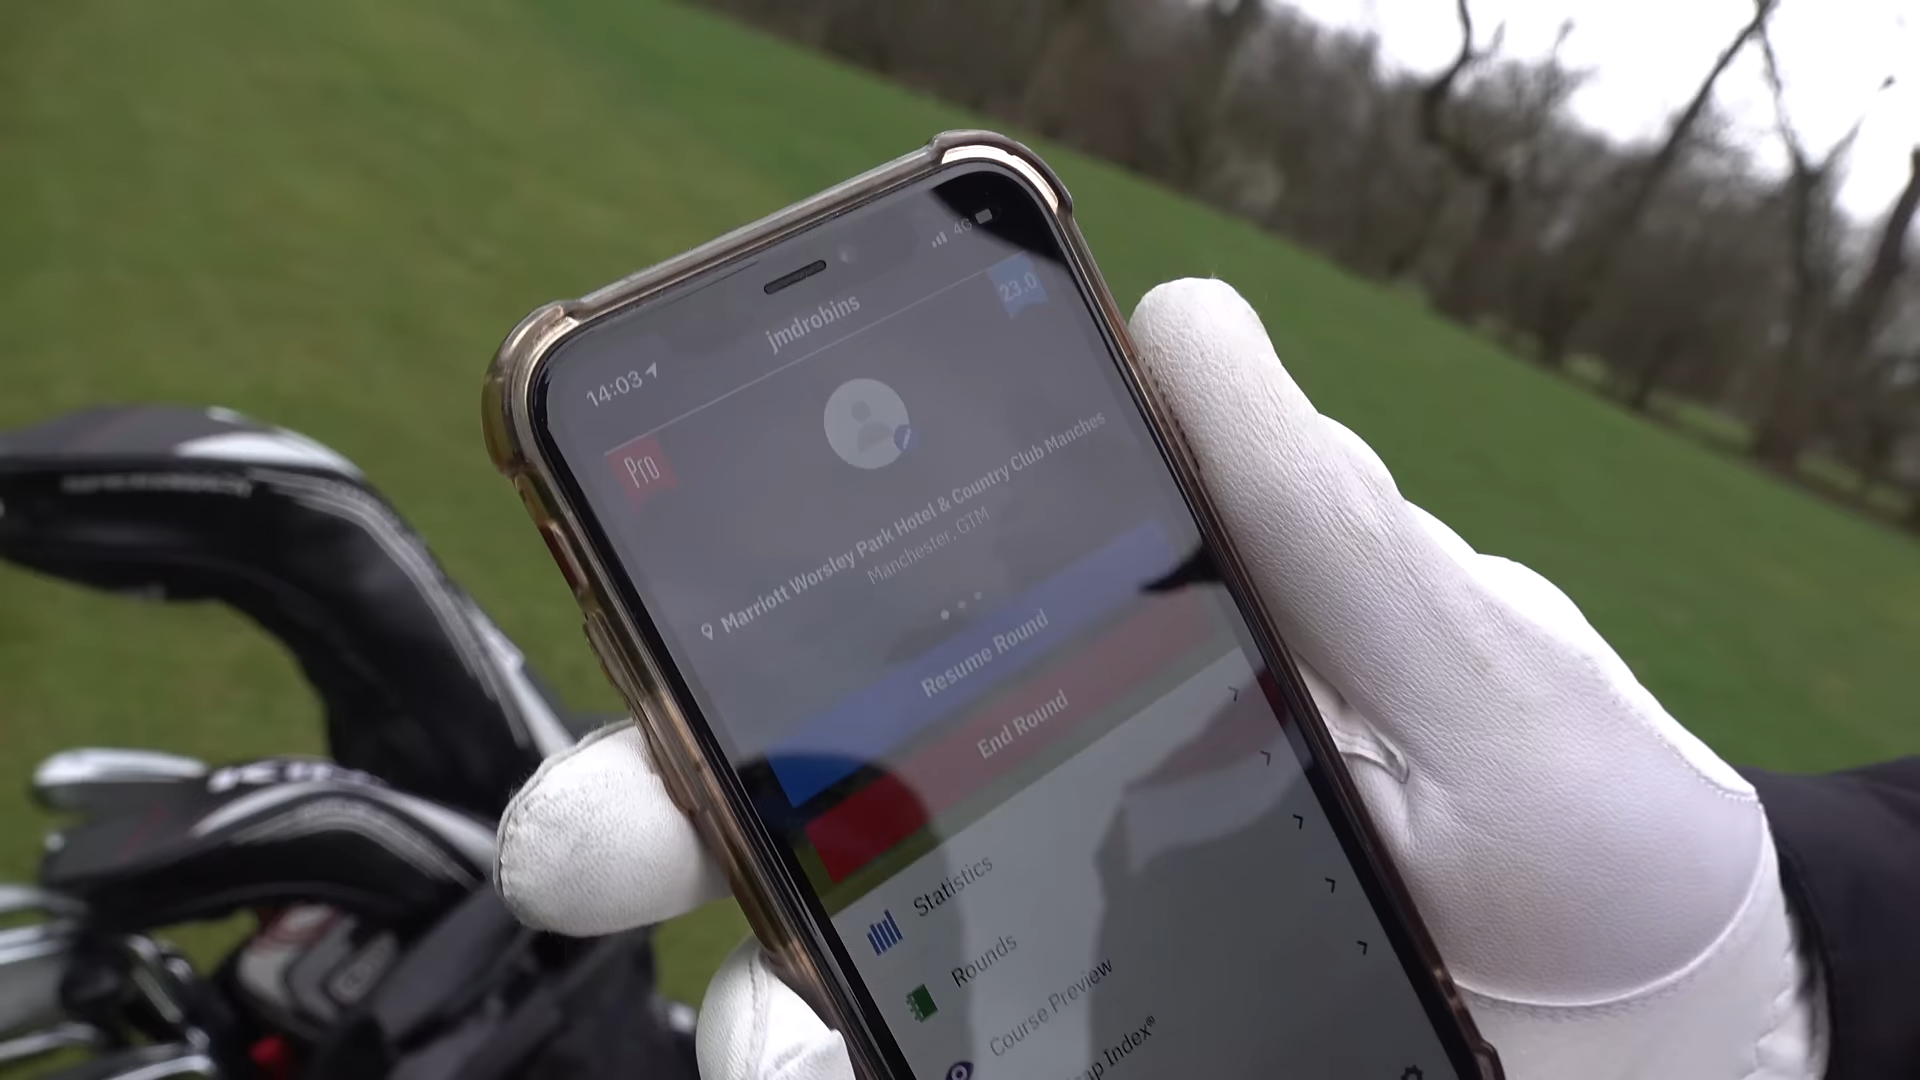 14:03
4G
jmdrobins
23.0
Pro
Marriott Worsley Park Hotel & Country Club Manches
Manchester, GTM
Resume Round
End Round
Statistics
Rounds
Course Preview
ap Index®